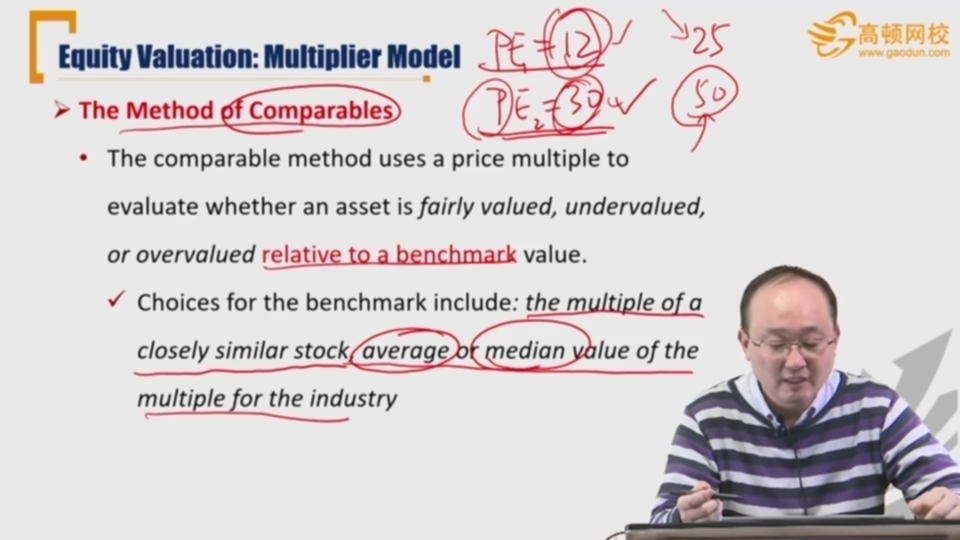 Equity Valuation: Multiplier Model
PE₁ = 12
25
PE₂ = 30
50
高顿网校
www.gaodun.com
➤ The Method of Comparables
• The comparable method uses a price multiple to
evaluate whether an asset is fairly valued, undervalued,
or overvalued relative to a benchmark value.
✓ Choices for the benchmark include: the multiple of a
closely similar stock, average or median value of the
multiple for the industry